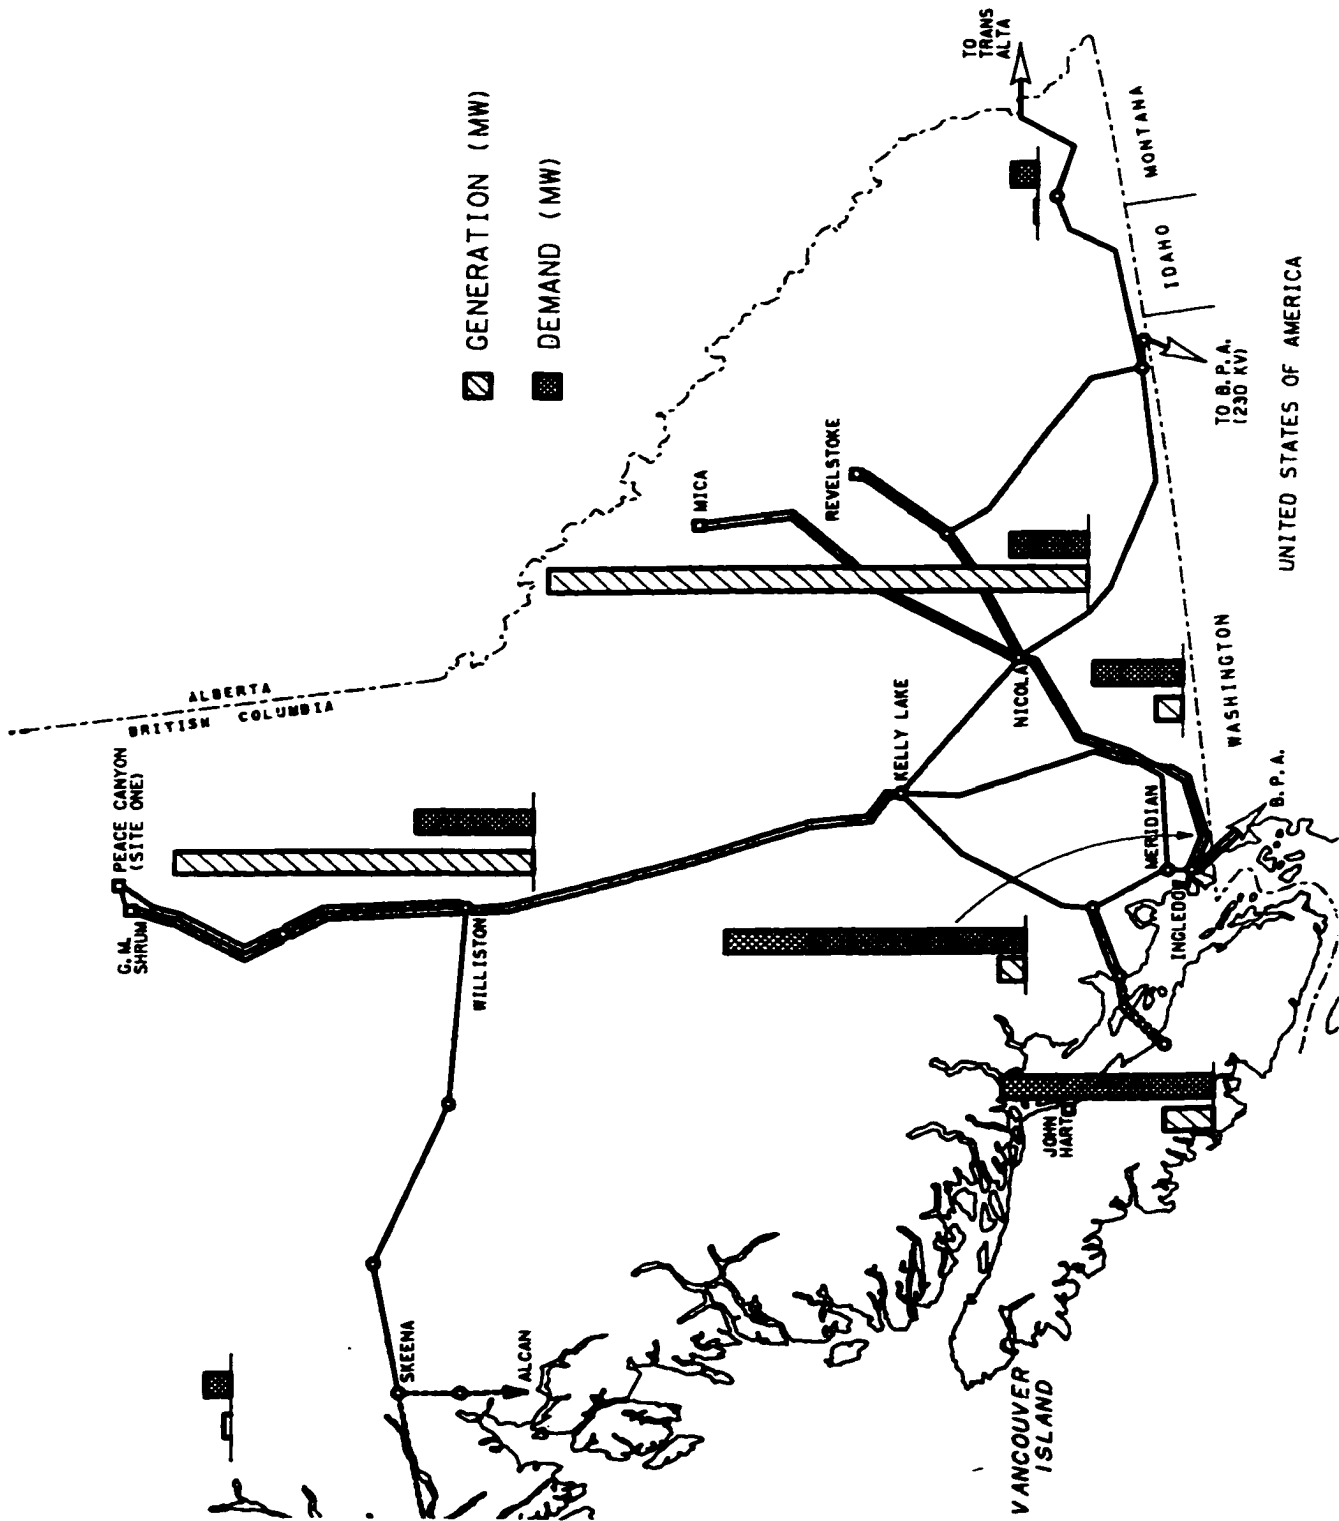 TO
TRANS
ALTA
GENERATION (MW)
DEMAND (MW)
ALBERTA
BRITISH COLUMBIA
PEACE CANYON
(SITE ONE)
G.M.
SHRUM
WILLISTON
SKEENA
ALCAN
MICA
REVELSTOKE
KELLY LAKE
NICOLA
MERIDIAN
INGLEDOW
JOHN
HART
VANCOUVER
ISLAND
MONTANA
IDAHO
WASHINGTON
TO B.P.A.
(230 KV)
B.P.A.
UNITED STATES OF AMERICA